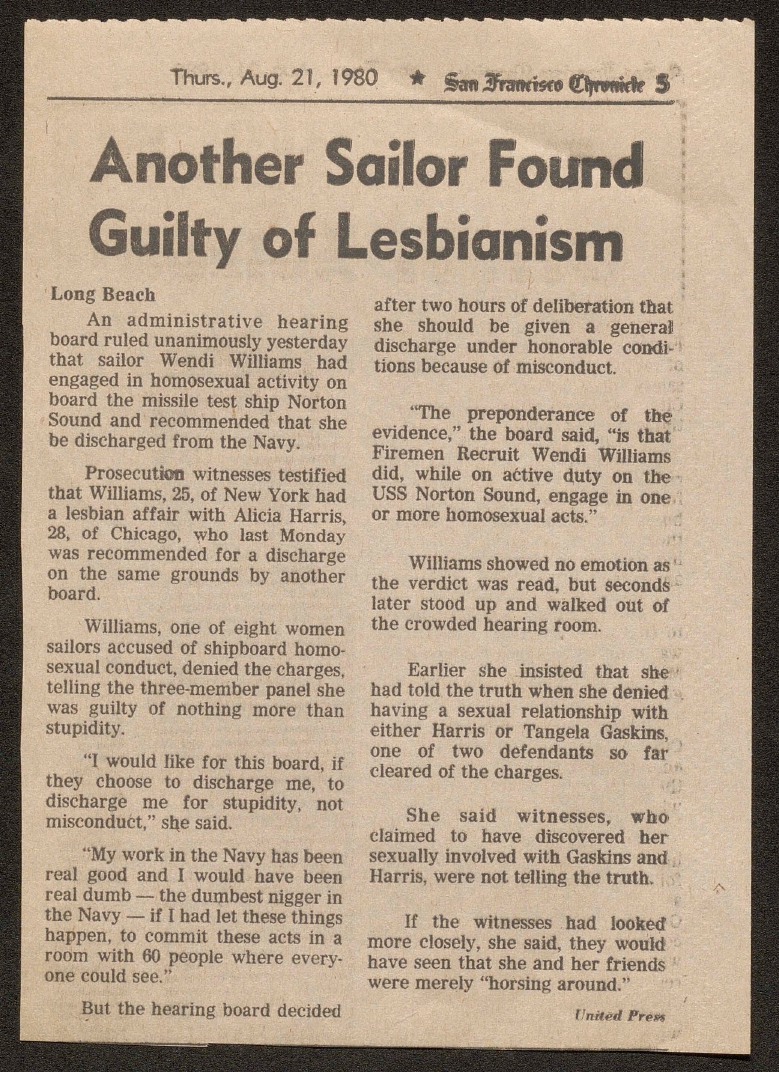 Thurs., Aug. 21, 1980 ★ San Francisco Chronicle 5
Another Sailor Found
Guilty of Lesbianism
Long Beach
An administrative hearing
board ruled unanimously yesterday
that sailor Wendi Williams had
engaged in homosexual activity on
board the missile test ship Norton
Sound and recommended that she
be discharged from the Navy.
Prosecution witnesses testified
that Williams, 25, of New York had
a lesbian affair with Alicia Harris,
28, of Chicago, who last Monday
was recommended for a discharge
on the same grounds by another
board.
Williams, one of eight women
sailors accused of shipboard homo-
sexual conduct, denied the charges,
telling the three-member panel she
was guilty of nothing more than
stupidity.
“I would like for this board, if
they choose to discharge me, to
discharge me for stupidity, not
misconduct,” she said.
“My work in the Navy has been
real good and I would have been
real dumb — the dumbest nigger in
the Navy — if I had let these things
happen, to commit these acts in a
room with 60 people where every-
one could see.”
But the hearing board decided
after two hours of deliberation that
she should be given a general
discharge under honorable condi-
tions because of misconduct.
“The preponderance of the
evidence,” the board said, “is that
Firemen Recruit Wendi Williams
did, while on active duty on the
USS Norton Sound, engage in one
or more homosexual acts.”
Williams showed no emotion as
the verdict was read, but seconds
later stood up and walked out of
the crowded hearing room.
Earlier she insisted that she
had told the truth when she denied
having a sexual relationship with
either Harris or Tangela Gaskins,
one of two defendants so far
cleared of the charges.
She said witnesses, who
claimed to have discovered her
sexually involved with Gaskins and
Harris, were not telling the truth.
If the witnesses had looked
more closely, she said, they would
have seen that she and her friends
were merely “horsing around.”
United Press